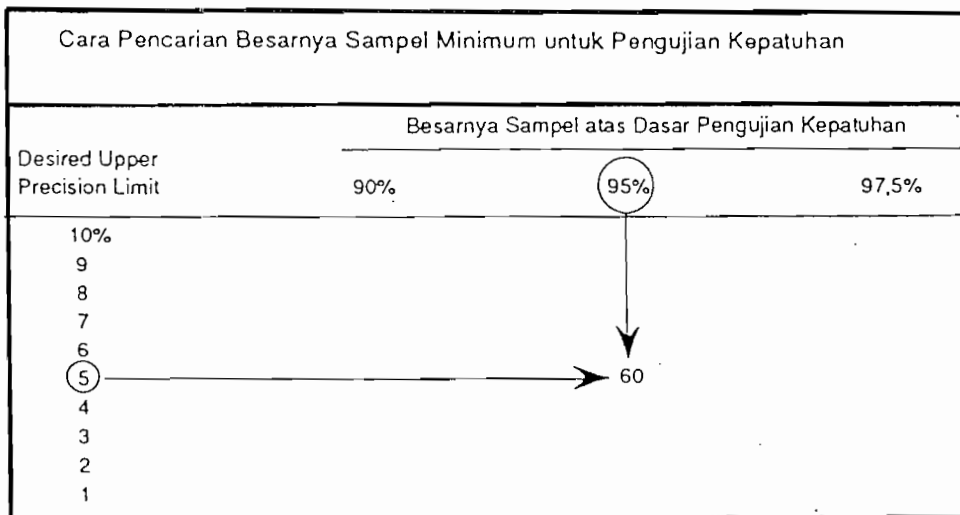 Cara Pencarian Besarnya Sampel Minimum untuk Pengujian Kepatuhan
Besarnya Sampel atas Dasar Pengujian Kepatuhan
Desired Upper
Precision Limit 90% 95% 97,5%
10%
9
8
7
6
5 60
4
3
2
1